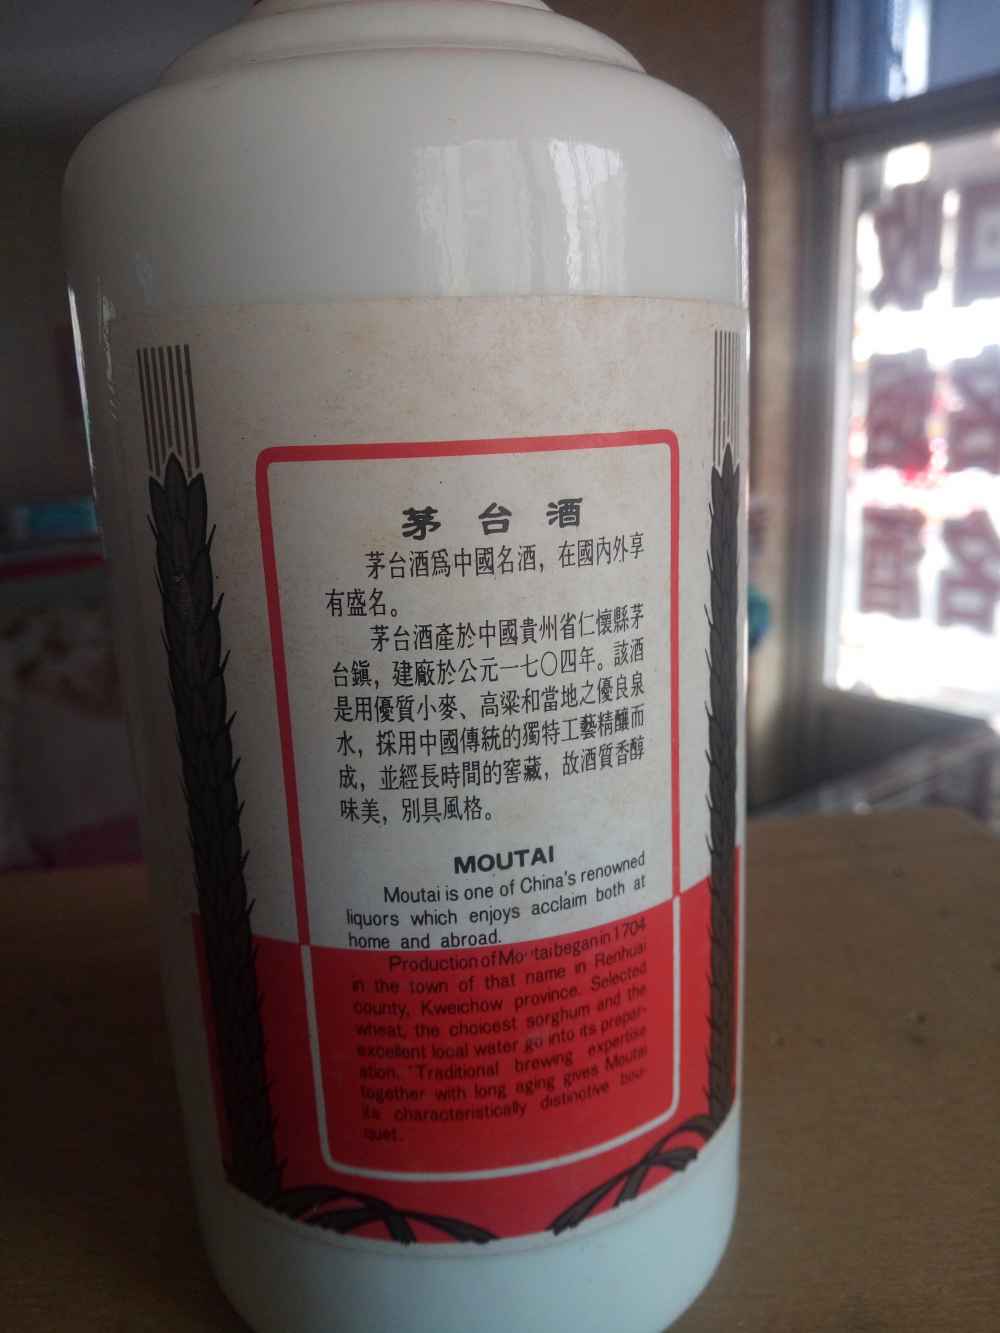 茅台酒
茅台酒爲中國名酒，在國內外享
有盛名。
茅台酒產於中國貴州省仁懷縣茅
台鎭，建廠於公元一七〇四年。該酒
是用優質小麥、高梁和當地之優良泉
水，採用中國傳統的獨特工藝精釀而
成，並經長時間的窖藏，故酒質香醇
味美，別具風格。
MOUTAI
Moutai is one of China's renowned
liquors which enjoys acclaim both at
home and abroad.
Production of Moutai began in 1704
in the town of that name in Renhuai
county, Kweichow province. Selected
wheat, the choicest sorghum and the
excellent local water go into its prepar-
ation. Traditional brewing expertise
together with long aging gives Moutai
its characteristically distinctive bou-
quet.